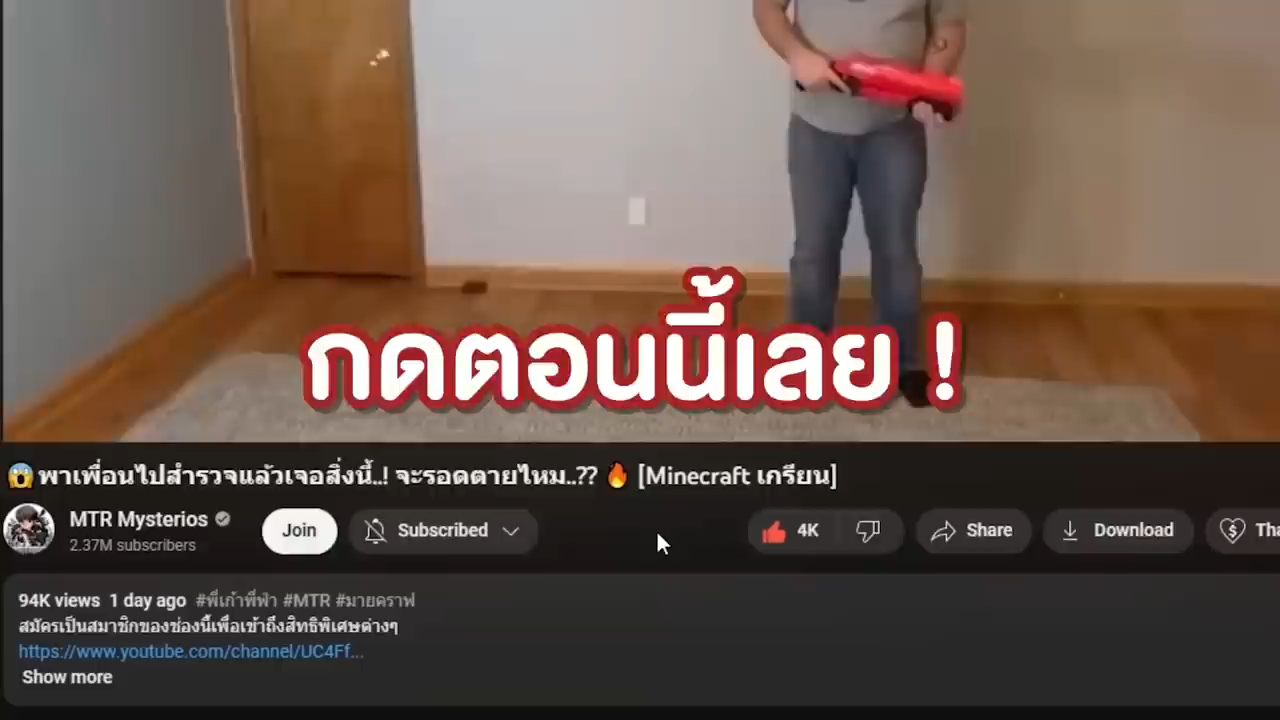 กดตอนนี้เลย !
😱พาเพื่อนไปสำรวจแล้วเจอสิ่งนี้..! จะรอดตายไหม..?? 🔥 [Minecraft เกรียน]
MTR Mysterios
2.37M subscribers
Join
Subscribed
4K
Share
Download
Tha
94K views 1 day ago #พี่เก้าพี่ฟ้า #MTR #มายคราฟ
สมัครเป็นสมาชิกของช่องนี้เพื่อเข้าถึงสิทธิพิเศษต่างๆ
https://www.youtube.com/channel/UC4Ff...
Show more